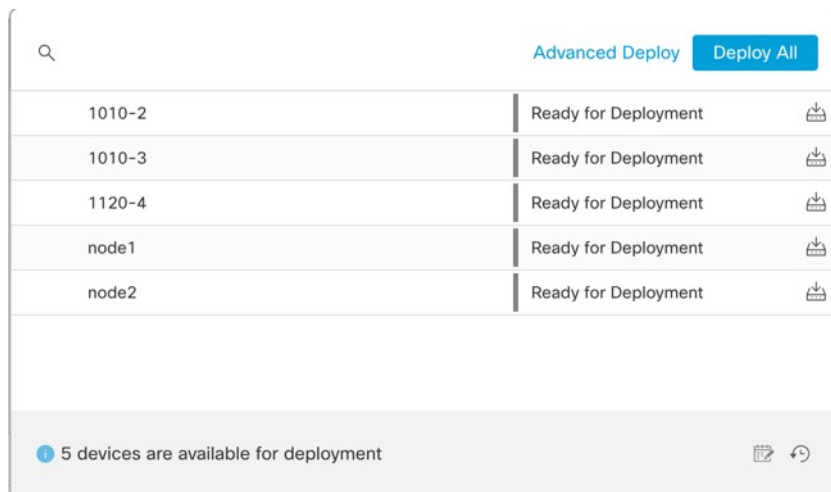 Advanced Deploy Deploy All
1010-2 Ready for Deployment
1010-3 Ready for Deployment
1120-4 Ready for Deployment
node1 Ready for Deployment
node2 Ready for Deployment
5 devices are available for deployment